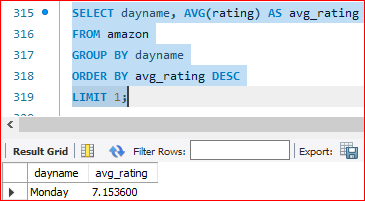 315 SELECT dayname, AVG(rating) AS avg_rating
316 FROM amazon
317 GROUP BY dayname
318 ORDER BY avg_rating DESC
319 LIMIT 1;
Result Grid Filter Rows: Export:
dayname avg_rating
Monday 7.153600